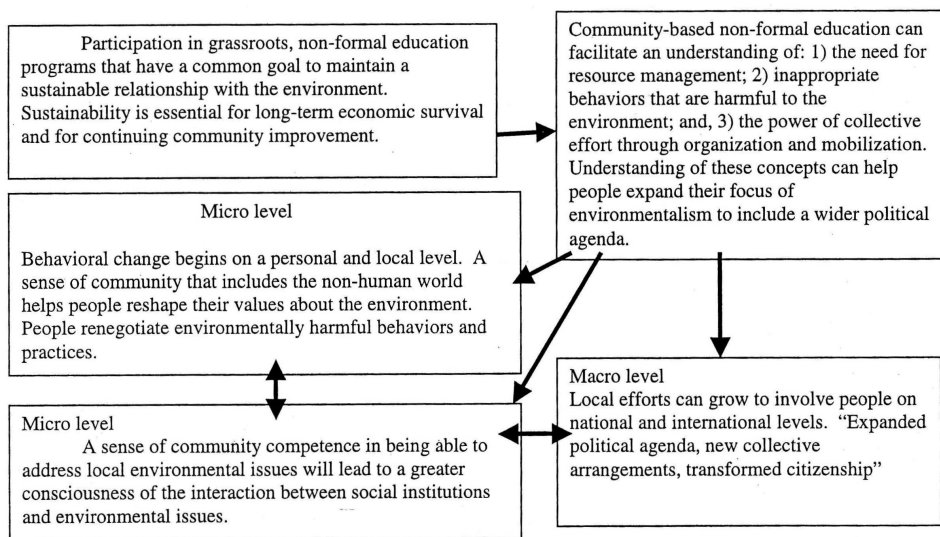 Participation in grassroots, non-formal education
programs that have a common goal to maintain a
sustainable relationship with the environment.
Sustainability is essential for long-term economic survival
and for continuing community improvement.
Community-based non-formal education can
facilitate an understanding of: 1) the need for
resource management; 2) inappropriate
behaviors that are harmful to the
environment; and, 3) the power of collective
effort through organization and mobilization.
Understanding of these concepts can help
people expand their focus of
environmentalism to include a wider political
agenda.
Micro level
Behavioral change begins on a personal and local level. A
sense of community that includes the non-human world
helps people reshape their values about the environment.
People renegotiate environmentally harmful behaviors and
practices.
Micro level
A sense of community competence in being able to
address local environmental issues will lead to a greater
consciousness of the interaction between social institutions
and environmental issues.
Macro level
Local efforts can grow to involve people on
national and international levels. “Expanded
political agenda, new collective
arrangements, transformed citizenship”